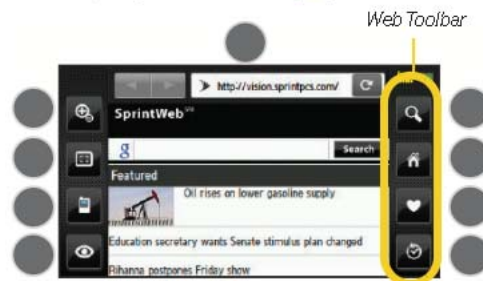 Web Toolbar
http://vision.sprintpcs.com/
SprintWeb
g
Search
Featured
Oil rises on lower gasoline supply
Education secretary wants Senate stimulus plan changed
Rihanna postpones Friday show